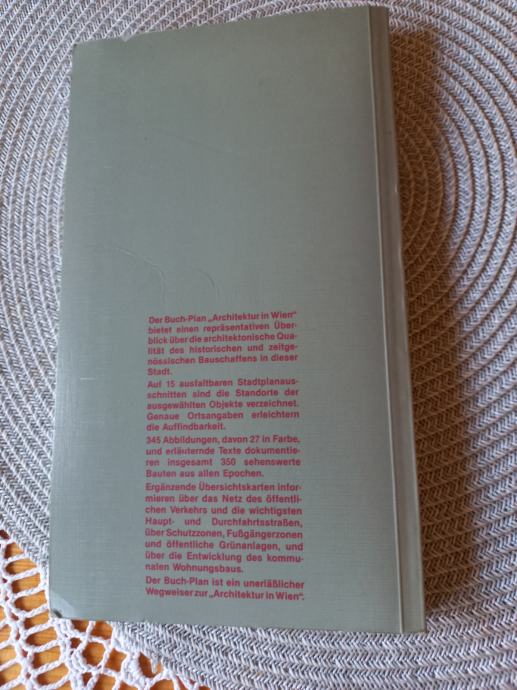 Der Buch-Plan „Architektur in Wien"
bietet einen repräsentativen Über-
blick über die architektonische Qua-
lität des historischen und zeitge-
nössischen Bauschaffens in dieser
Stadt.
Auf 15 ausfaltbaren Stadtplanaus-
schnitten sind die Standorte der
ausgewählten Objekte verzeichnet.
Genaue Ortsangaben erleichtern
die Auffindbarkeit.
345 Abbildungen, davon 27 in Farbe,
und erläuternde Texte dokumentie-
ren insgesamt 350 sehenswerte
Bauten aus allen Epochen.
Ergänzende Übersichtskarten infor-
mieren über das Netz des öffentli-
chen Verkehrs und die wichtigsten
Haupt- und Durchfahrtsstraßen,
über Schutzzonen, Fußgängerzonen
und öffentliche Grünanlagen, und
über die Entwicklung des kommu-
nalen Wohnungsbaus.
Der Buch-Plan ist ein unerläßlicher
Wegweiser zur „Architektur in Wien".